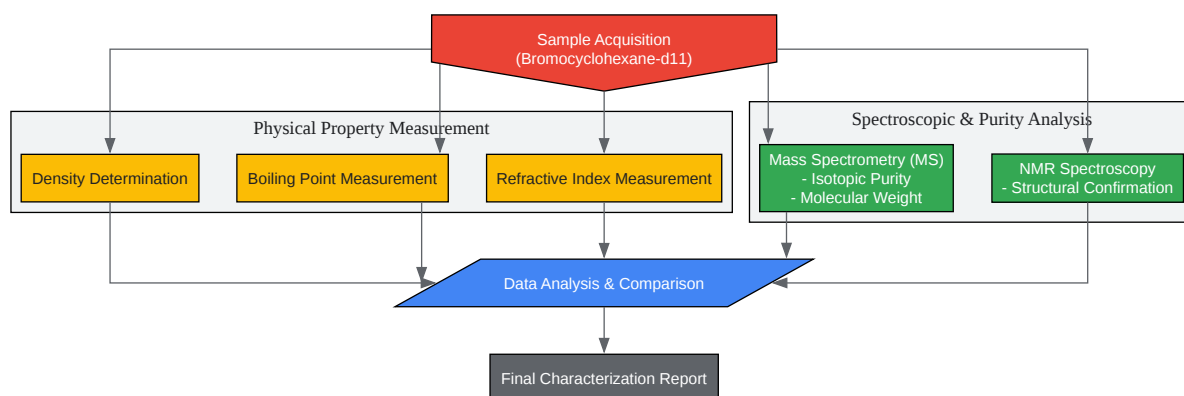 Sample Acquisition
(Bromocyclohexane-d11)
Physical Property Measurement
Spectroscopic & Purity Analysis
Density Determination
Boiling Point Measurement
Refractive Index Measurement
Mass Spectrometry (MS)
- Isotopic Purity
- Molecular Weight
NMR Spectroscopy
- Structural Confirmation
Data Analysis & Comparison
Final Characterization Report